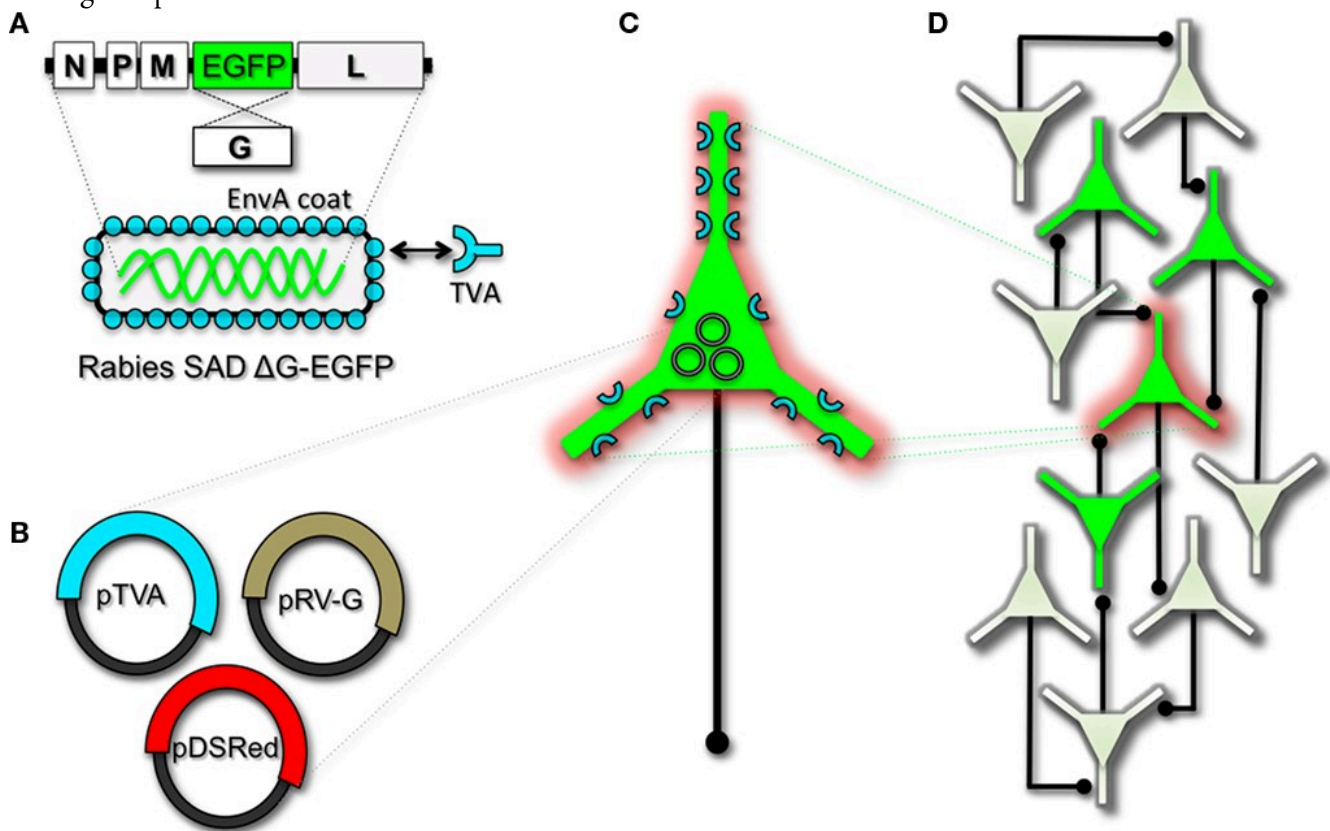 A
N P M EGFP L
G
EnvA coat
TVA
Rabies SAD ΔG-EGFP
B
pTVA
pRV-G
pDSRed
C
D